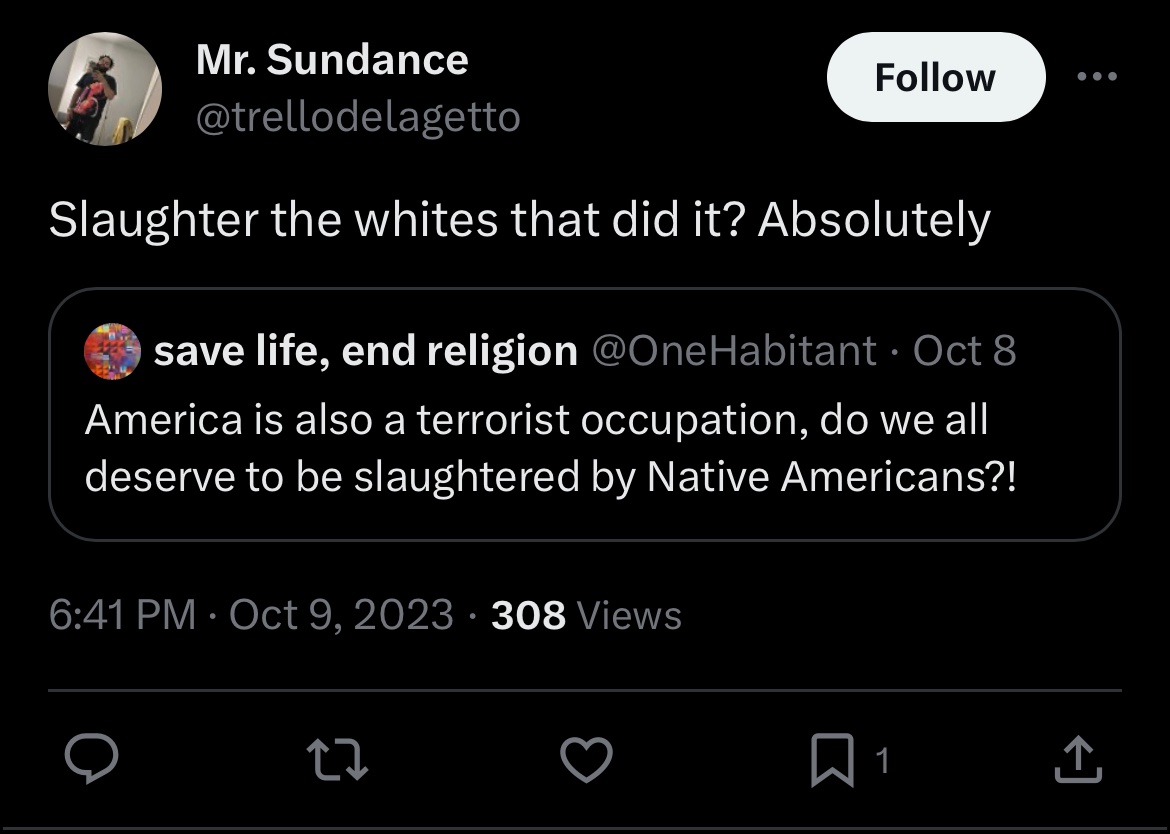 Mr. Sundance
@trellodelagetto
Follow
Slaughter the whites that did it? Absolutely
save life, end religion @OneHabitant · Oct 8
America is also a terrorist occupation, do we all
deserve to be slaughtered by Native Americans?!
6:41 PM · Oct 9, 2023 · 308 Views
1